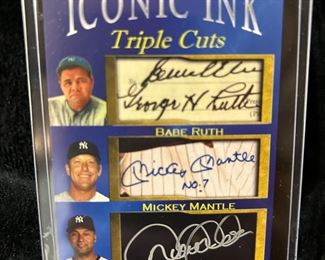 ICONIC INK
Triple Cuts
George H Ruth
BABE RUTH
Mickey Mantle
No. 7
MICKEY MANTLE